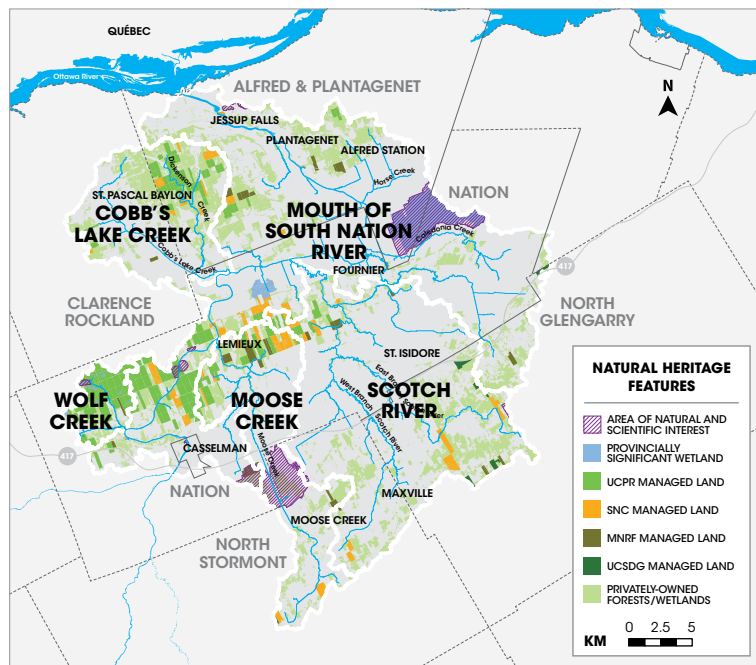 QUÉBEC
Ottawa River
ALFRED & PLANTAGENET
N
JESSUP FALLS
PLANTAGENET
ALFRED STATION
Horse Creek
Dickenson
Creek
NATION
ST. PASCAL BAYLON
COBB'S
LAKE CREEK
MOUTH OF
SOUTH NATION
RIVER
Caledonia Creek
Cobb's Lake Creek
FOURNIER
417
CLARENCE
ROCKLAND
NORTH
GLENGARRY
LEMIEUX
ST. ISIDORE
WOLF
CREEK
MOOSE
CREEK
East Branch
West Branch
Scotch River
SCOTCH
RIVER
CASSELMAN
Moose Creek
417
NATION
MAXVILLE
MOOSE CREEK
NORTH
STORMONT
NATURAL HERITAGE
FEATURES
AREA OF NATURAL AND
SCIENTIFIC INTEREST
PROVINCIALLY
SIGNIFICANT WETLAND
UCPR MANAGED LAND
SNC MANAGED LAND
MNRF MANAGED LAND
UCSDG MANAGED LAND
PRIVATELY-OWNED
FORESTS/WETLANDS
0 2.5 5
KM